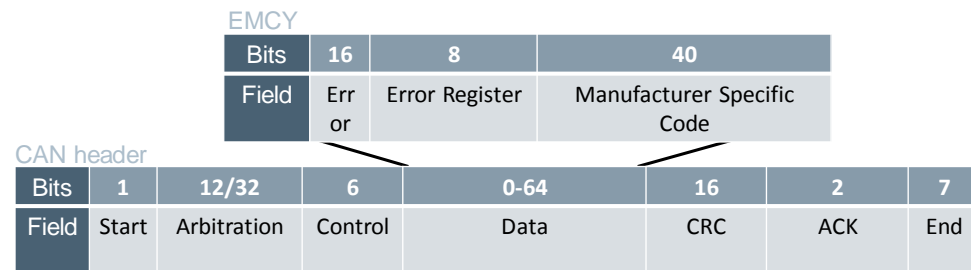 EMCY
Bits 16 8 40
Field Err Error Register Manufacturer Specific
or Code
CAN header
Bits 1 12/32 6 0-64 16 2 7
Field Start Arbitration Control Data CRC ACK End